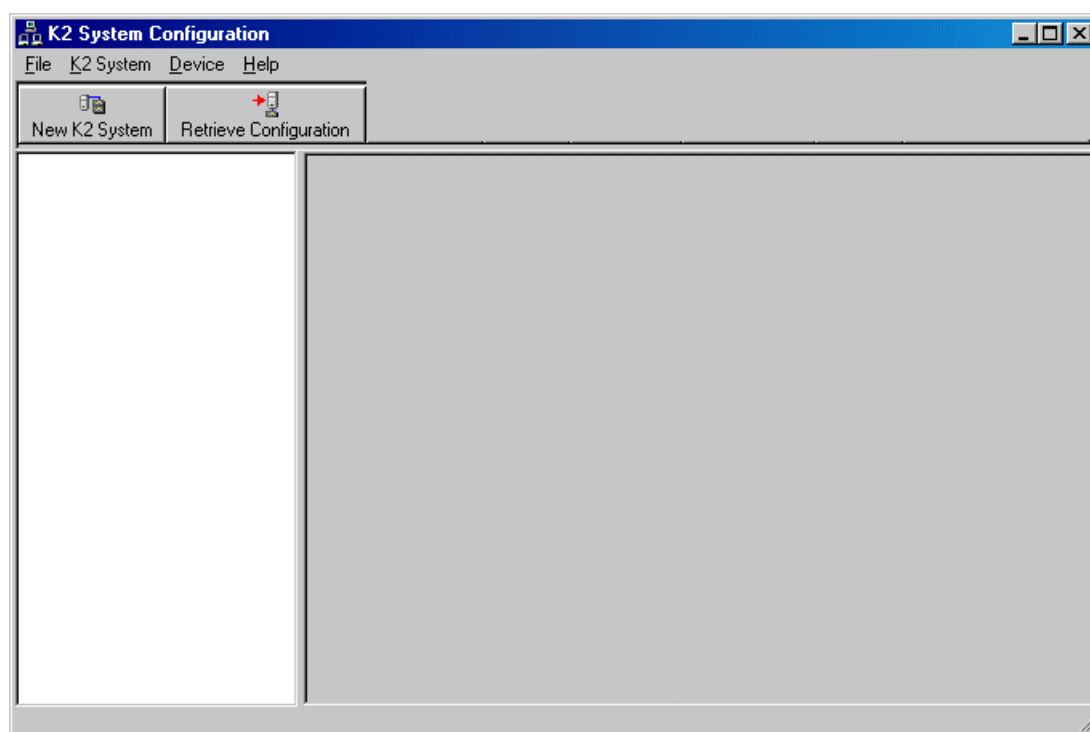 K2 System Configuration
File K2 System Device Help
New K2 System Retrieve Configuration